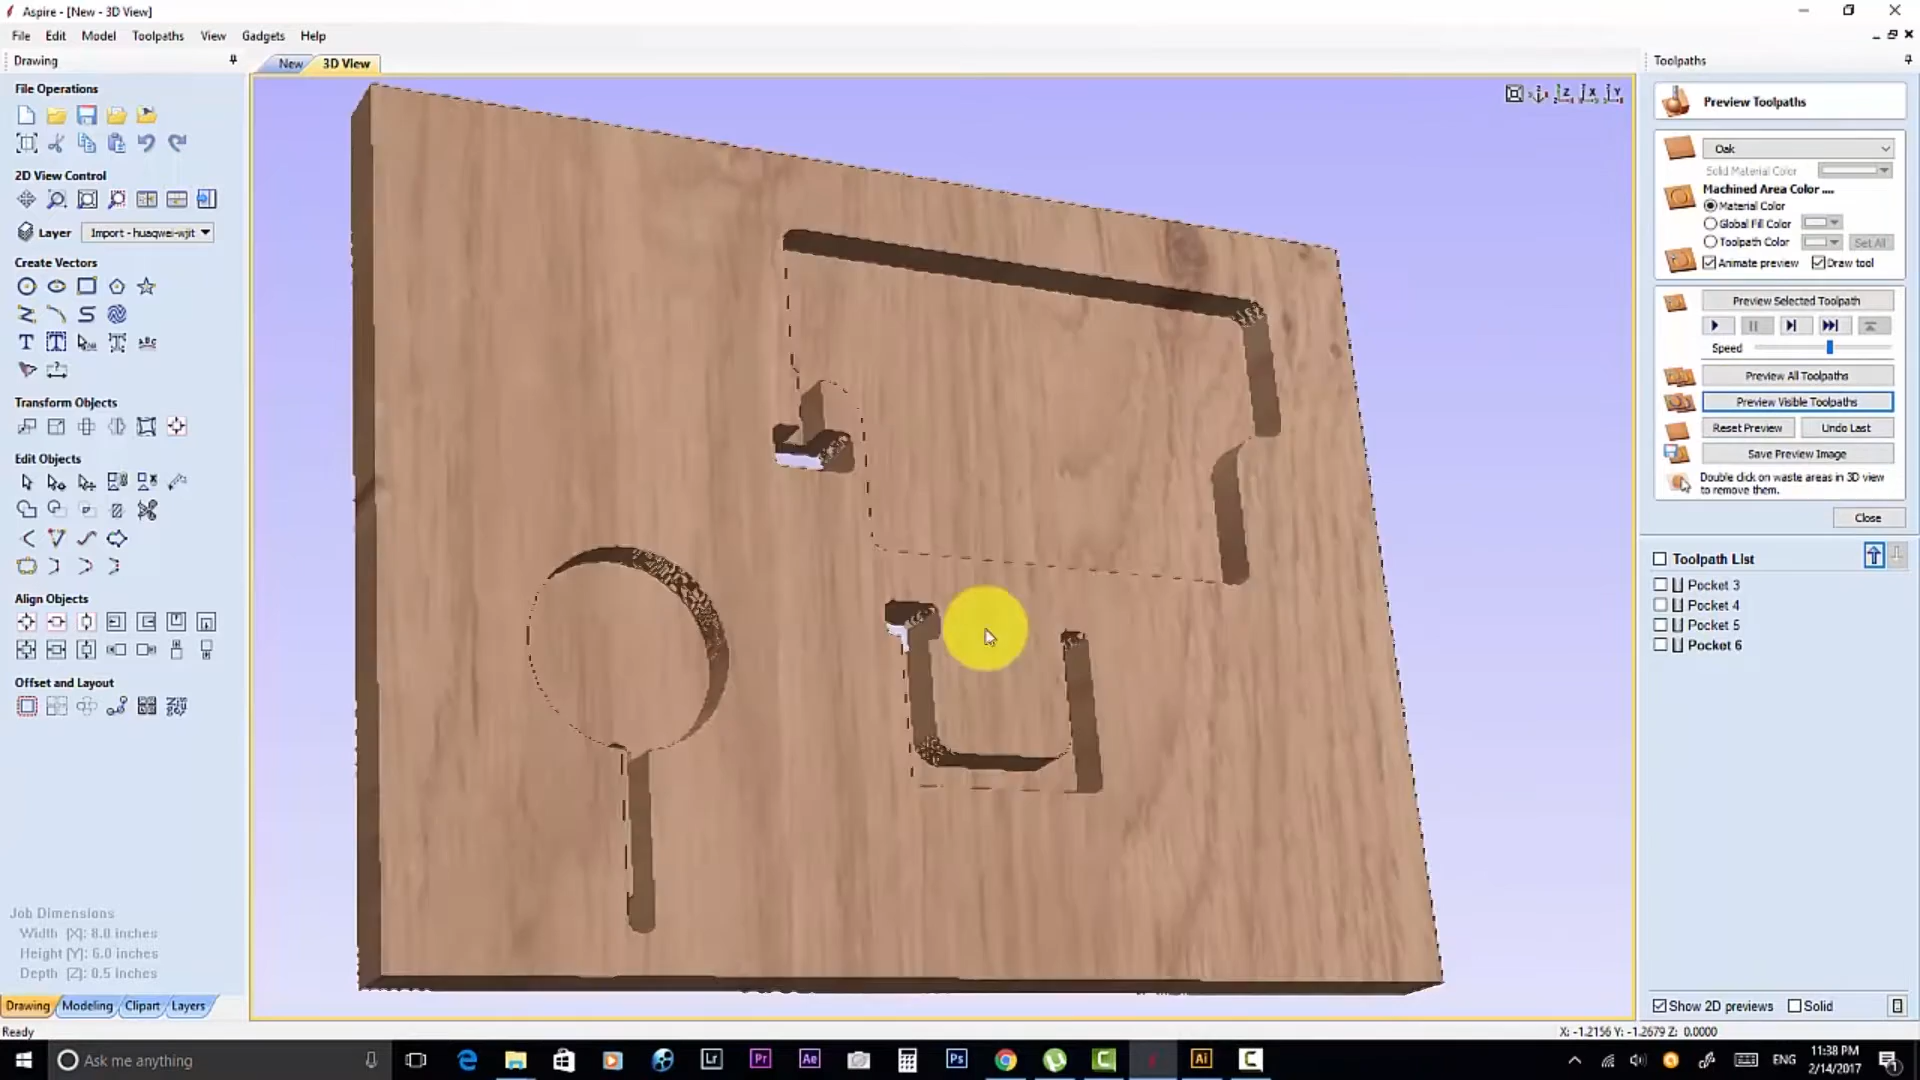 Aspire - [New - 3D View]
File Edit Model Toolpaths View Gadgets Help
Drawing
File Operations
2D View Control
Layer Import - huaqwei-wjit
Create Vectors
Transform Objects
Edit Objects
Align Objects
Offset and Layout
Job Dimensions
Width (X): 8.0 inches
Height (Y): 6.0 inches
Depth (Z): 0.5 inches
Drawing Modeling Clipart Layers
Ready
New 3D View
Z X Y
Toolpaths
Preview Toolpaths
Oak
Solid Material Color
Machined Area Color ....
Material Color
Global Fill Color
Toolpath Color Set All
Animate preview Draw tool
Preview Selected Toolpath
Speed
Preview All Toolpaths
Preview Visible Toolpaths
Reset Preview Undo Last
Save Preview Image
Double click on waste areas in 3D view
to remove them.
Close
Toolpath List
Pocket 3
Pocket 4
Pocket 5
Pocket 6
Show 2D previews Solid
X: -1.2156 Y: -1.2679 Z: 0.0000
Ask me anything
Lr Pr Ae Ps Ai
ENG
11:38 PM
2/14/2017